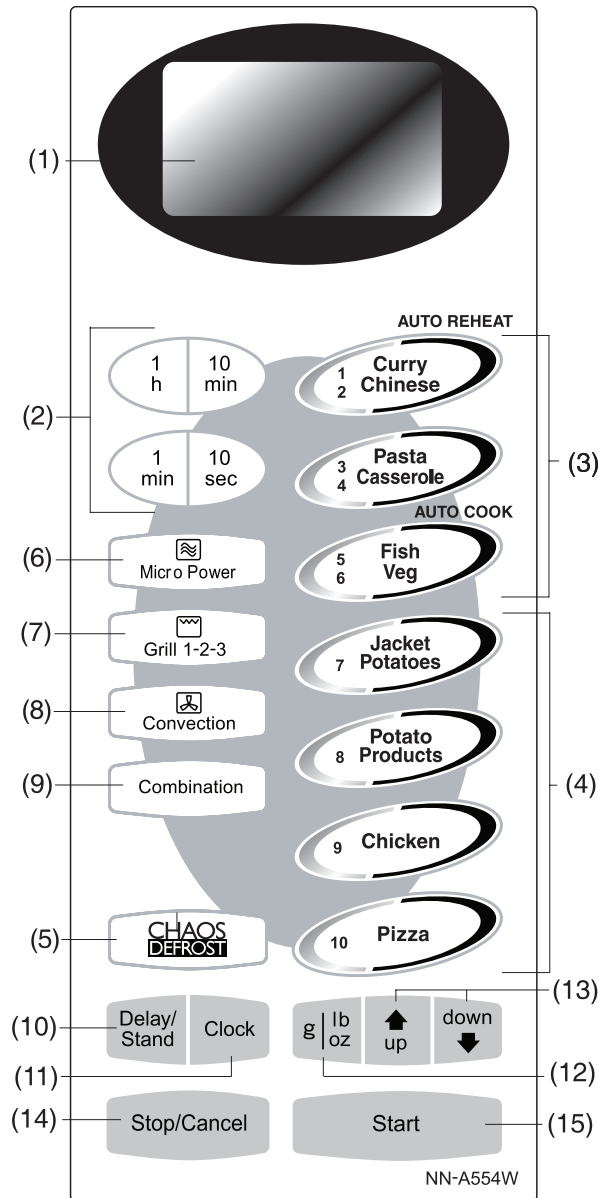 (1)
AUTO REHEAT
(2)
1
h
10
min
1
min
10
sec
1
2
Curry
Chinese
3
4
Pasta
Casserole
(3)
AUTO COOK
5
6
Fish
Veg
(6)
Micro Power
(7)
Grill 1-2-3
(8)
Convection
(9)
Combination
(5)
CHAOS
DEFROST
7
Jacket
Potatoes
8
Potato
Products
(4)
9 Chicken
10 Pizza
(10)
Delay/
Stand
Clock
(11)
g
lb
oz
up
down
(13)
(12)
(14)
Stop/Cancel
Start
(15)
NN-A554W